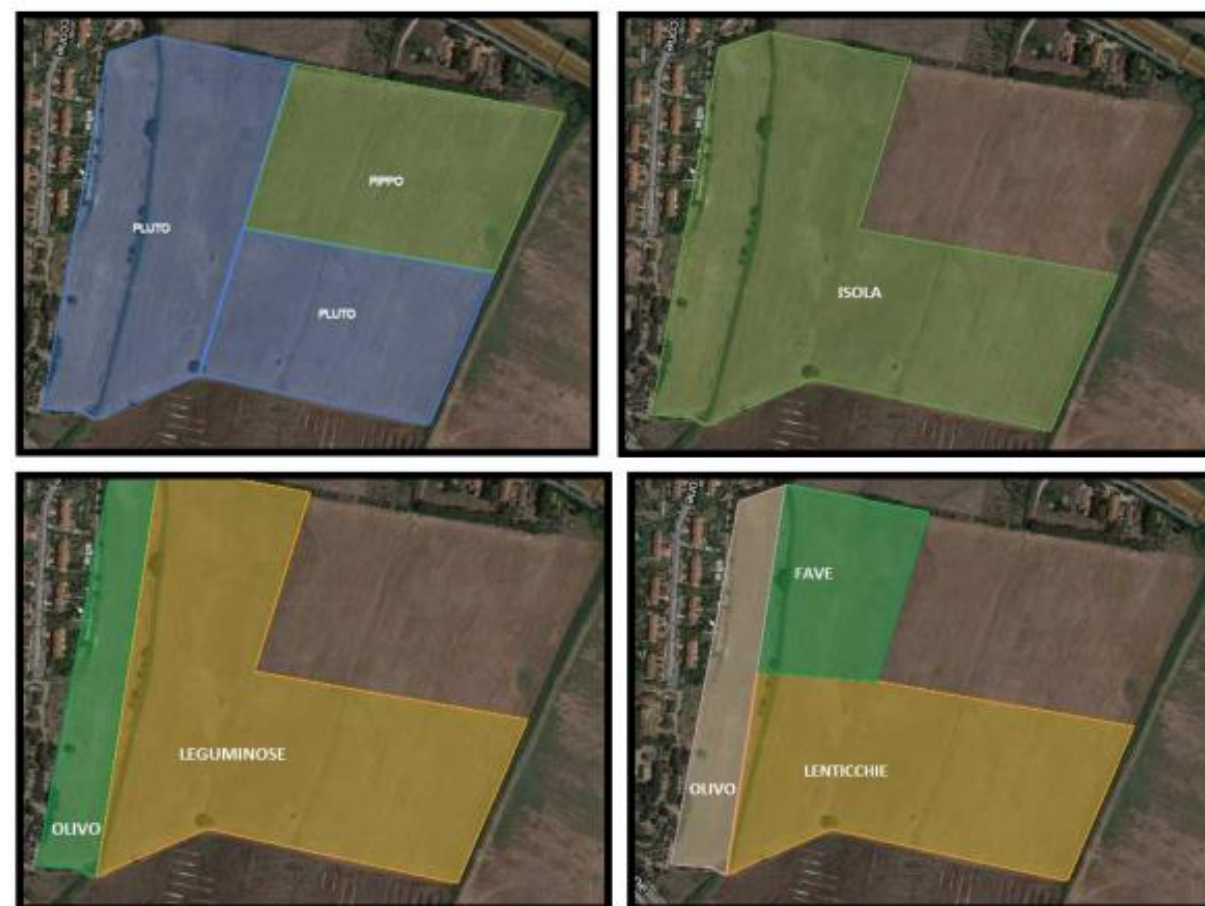 PIPPO
PLUTO
PLUTO
ISOLA
LEGUMINOSE
OLIVO
FAVE
LENTICCHIE
OLIVO